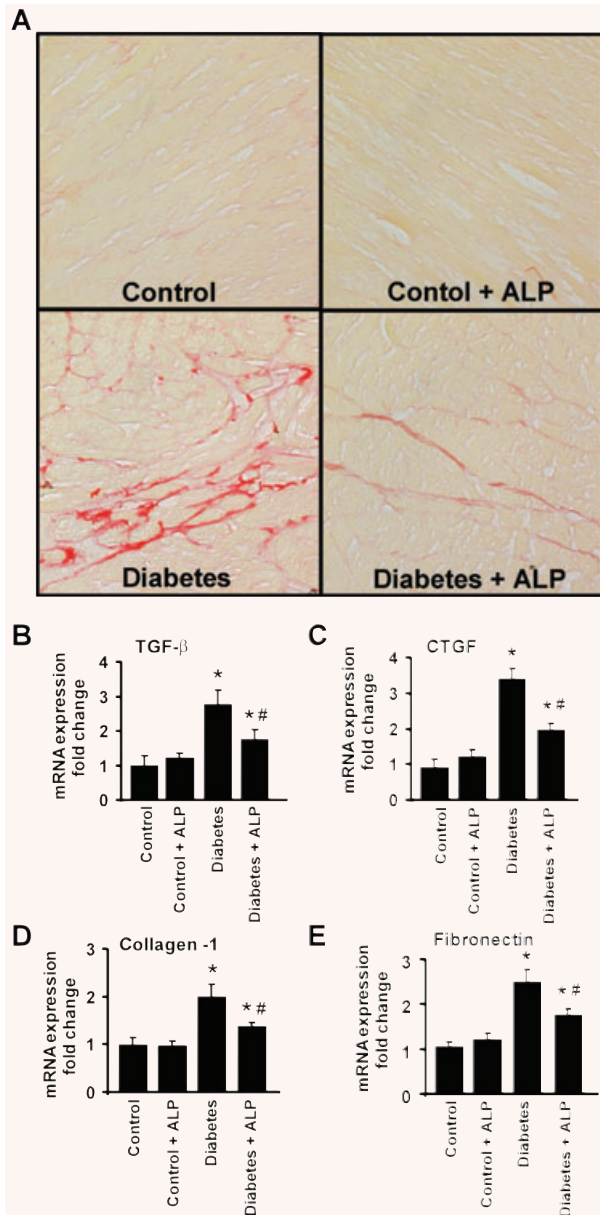 A
Control
Contol + ALP
Diabetes
Diabetes + ALP
B
TGF-β
mRNA expression
fold change
4
3
2
1
0
*
* #
Control
Control + ALP
Diabetes
Diabetes + ALP
C
CTGF
mRNA expression
fold change
4
3
2
1
0
*
* #
Control
Control + ALP
Diabetes
Diabetes + ALP
D
Collagen -1
mRNA expression
fold change
3
2
1
0
*
* #
Control
Control + ALP
Diabetes
Diabetes + ALP
E
Fibronectin
mRNA expression
fold change
3
2
1
0
*
* #
Control
Control + ALP
Diabetes
Diabetes + ALP